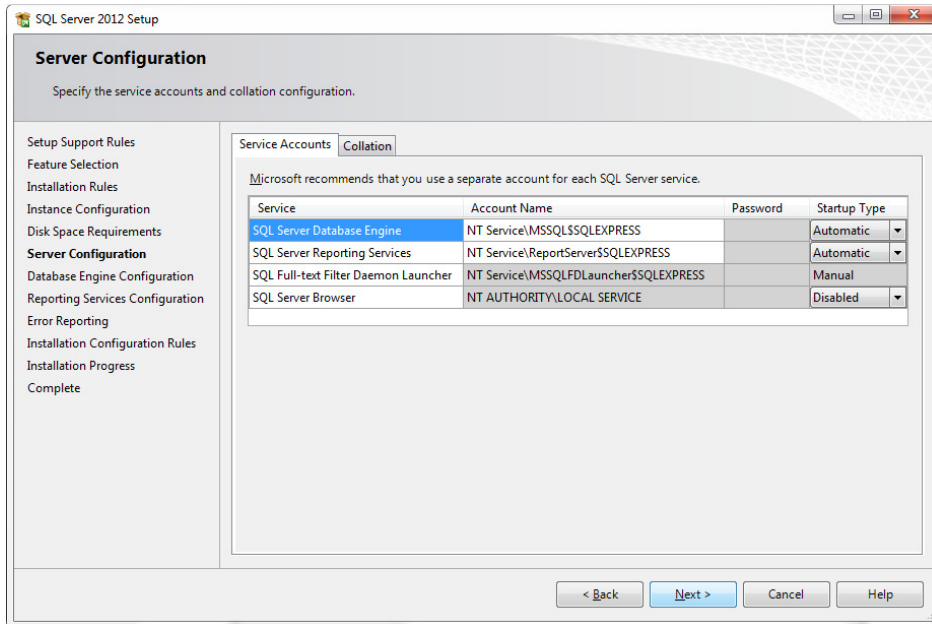 SQL Server 2012 Setup
Server Configuration
Specify the service accounts and collation configuration.
Setup Support Rules
Feature Selection
Installation Rules
Instance Configuration
Disk Space Requirements
Server Configuration
Database Engine Configuration
Reporting Services Configuration
Error Reporting
Installation Configuration Rules
Installation Progress
Complete
Service Accounts Collation
Microsoft recommends that you use a separate account for each SQL Server service.
Service Account Name Password Startup Type
SQL Server Database Engine NT Service\MSSQL$SQLEXPRESS Automatic
SQL Server Reporting Services NT Service\ReportServer$SQLEXPRESS Automatic
SQL Full-text Filter Daemon Launcher NT Service\MSSQLFDLauncher$SQLEXPRESS Manual
SQL Server Browser NT AUTHORITY\LOCAL SERVICE Disabled
< Back Next > Cancel Help